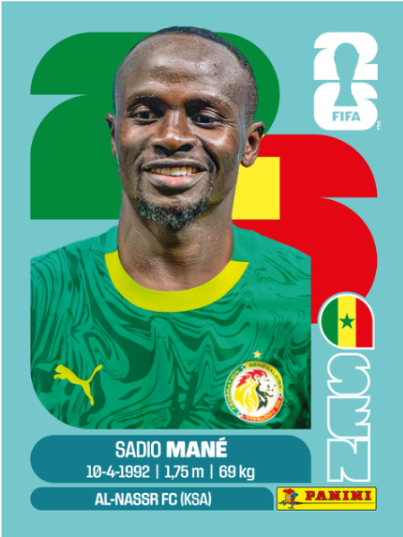 26
FIFA
SEN
SADIO MANÉ
10-4-1992 | 1,75 m | 69 kg
AL-NASSR FC (KSA)
PANINI